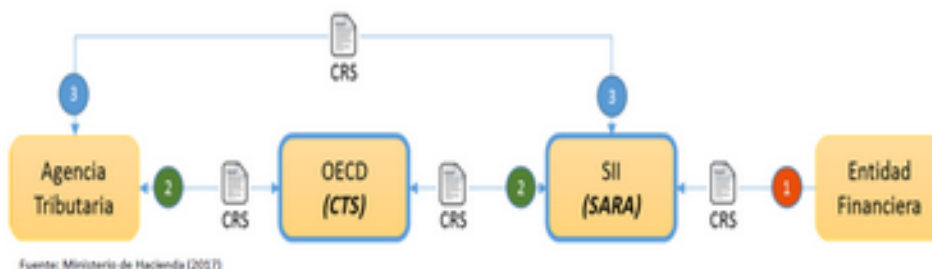 CRS
3
3
Agencia
Tributaria
2
CRS
OECD
(CTS)
CRS
2
SII
(SARA)
CRS
1
Entidad
Financiera
Fuente: Ministerio de Hacienda (2017)